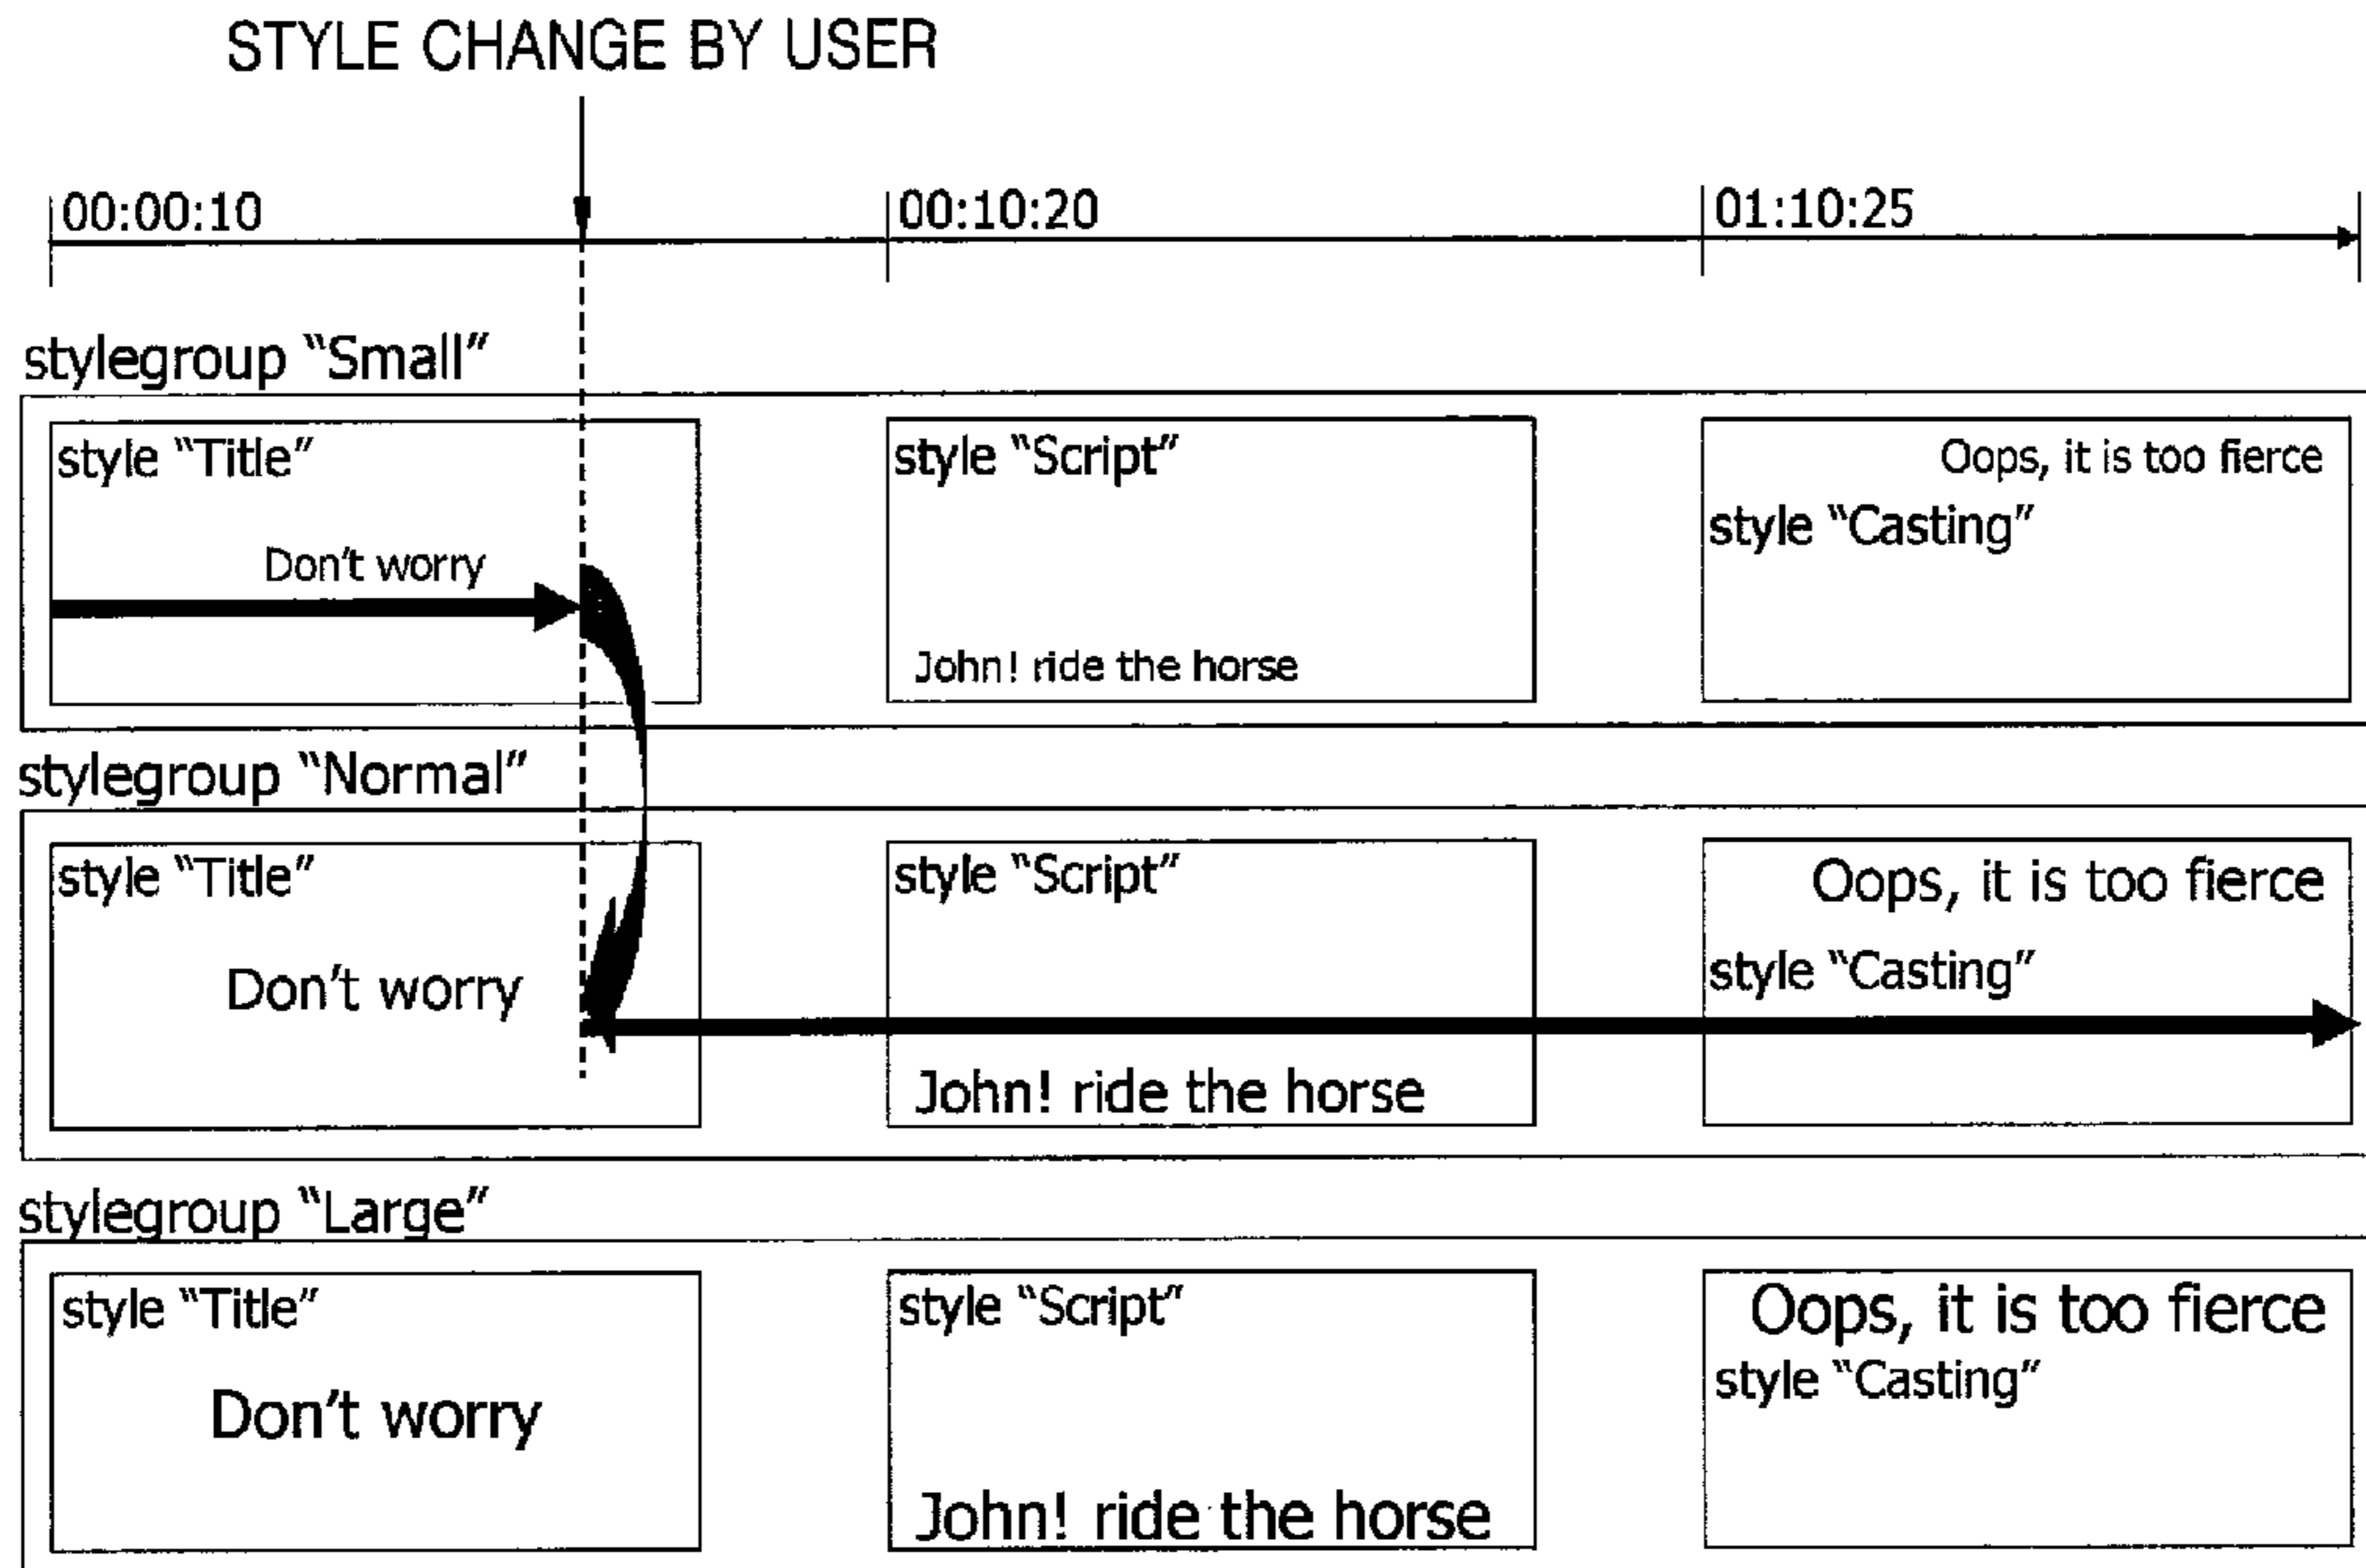 STYLE CHANGE BY USER
00:00:10 00:10:20 01:10:25
stylegroup “Small”
style “Title” style “Script” Oops, it is too fierce
style “Casting”
Don't worry
John! ride the horse
stylegroup “Normal”
style “Title” style “Script” Oops, it is too fierce
style “Casting”
Don't worry
John! ride the horse
stylegroup “Large”
style “Title” style “Script” Oops, it is too fierce
style “Casting”
Don't worry
John! ride the horse